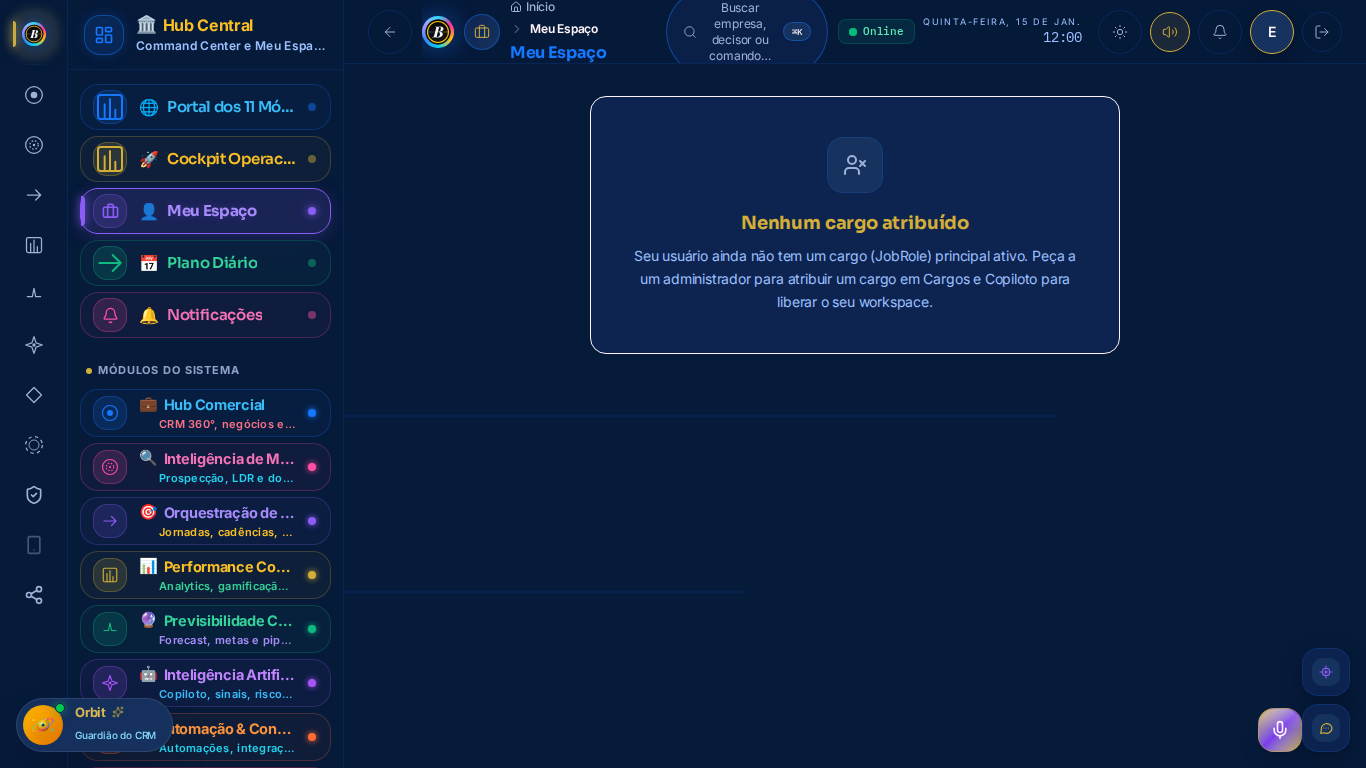 Hub Central
Command Center e Meu Espa...
Início
Meu Espaço
Meu Espaço
Buscar
empresa,
decisor ou
comando...
⌘K
Online
QUINTA-FEIRA, 15 DE JAN.
12:00
E
Portal dos 11 Mó...
Cockpit Operac...
Meu Espaço
Plano Diário
Notificações
MÓDULOS DO SISTEMA
Hub Comercial
CRM 360°, negócios e...
Inteligência de M...
Prospecção, LDR e do...
Orquestração de ...
Jornadas, cadências, ...
Performance Co...
Analytics, gamificaçã...
Previsibilidade C...
Forecast, metas e pip...
Inteligência Artifi...
Copiloto, sinais, risco...
utomação & Con...
Automações, integraç...
Orbit
Guardião do CRM
Nenhum cargo atribuído
Seu usuário ainda não tem um cargo (JobRole) principal ativo. Peça a
um administrador para atribuir um cargo em Cargos e Copiloto para
liberar o seu workspace.